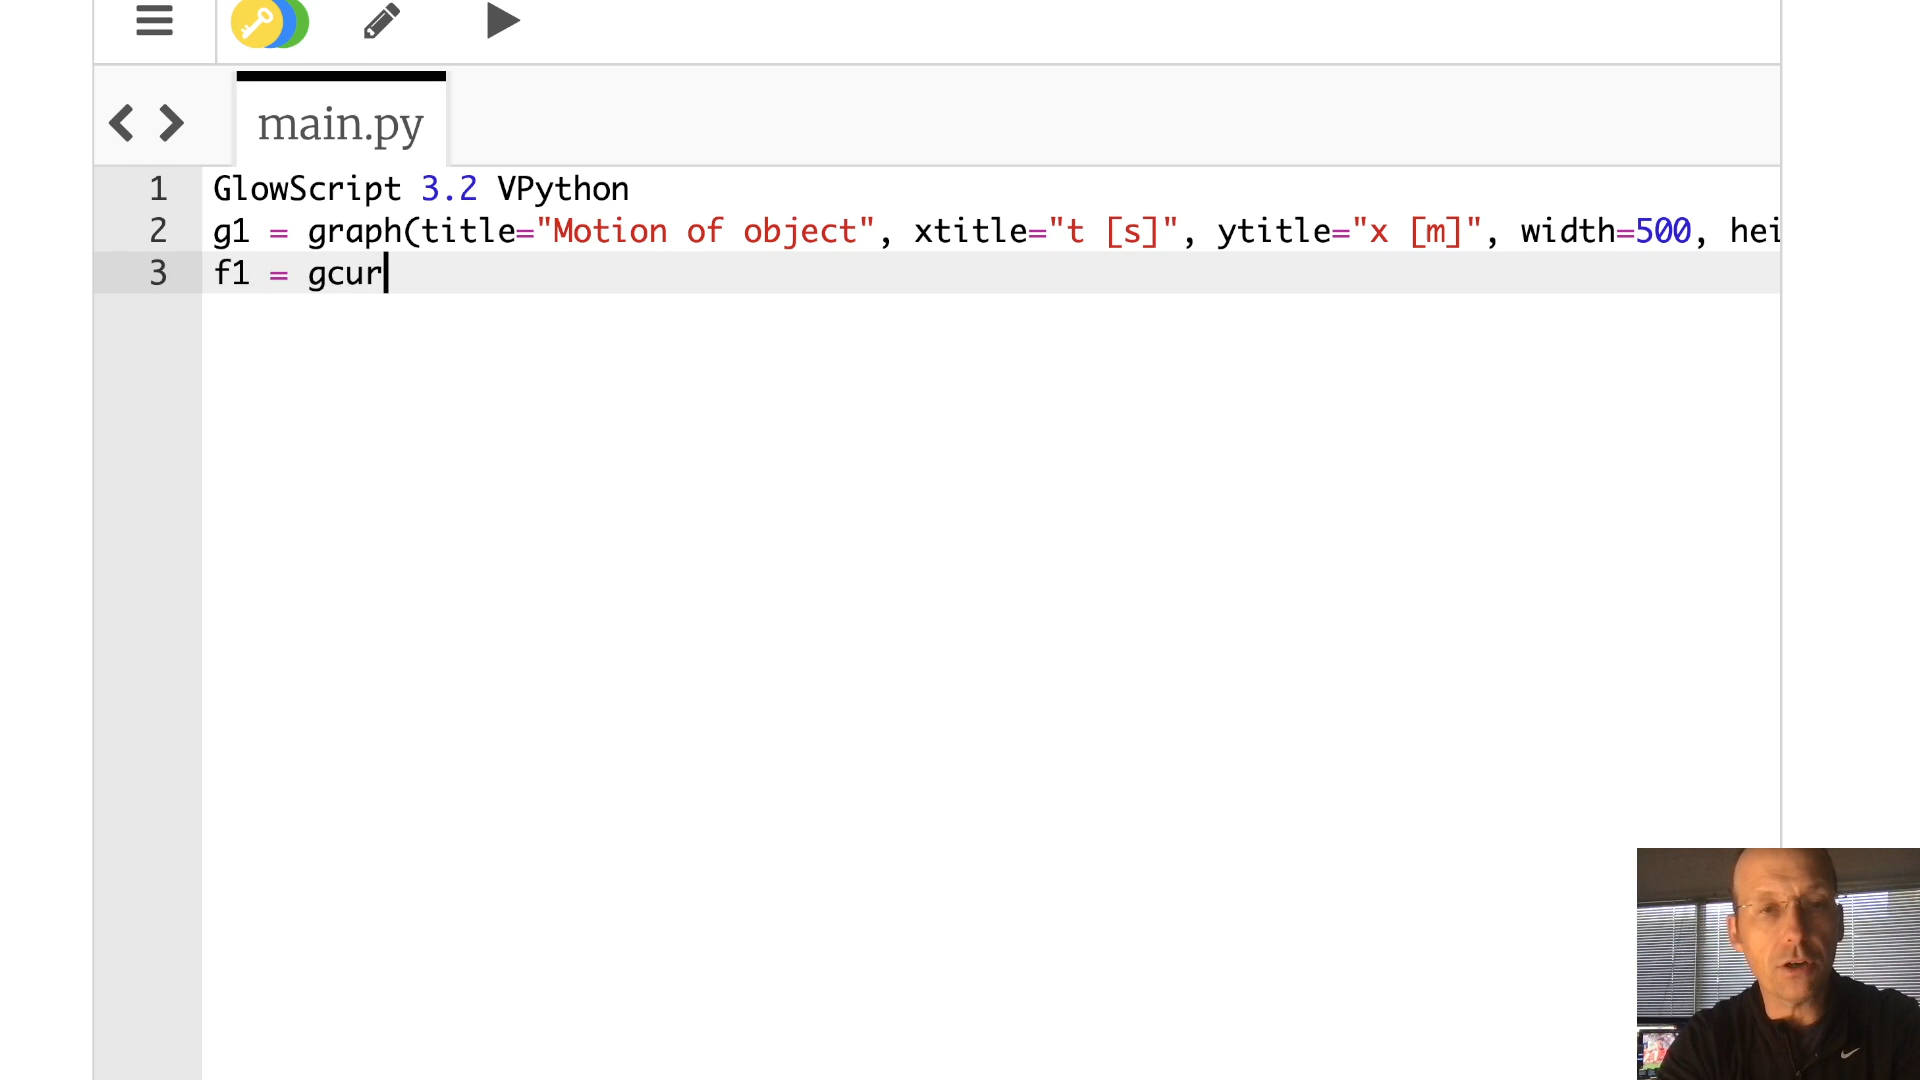 main.py
1 GlowScript 3.2 VPython
2 g1 = graph(title="Motion of object", xtitle="t [s]", ytitle="x [m]", width=500, hei
3 f1 = gcur